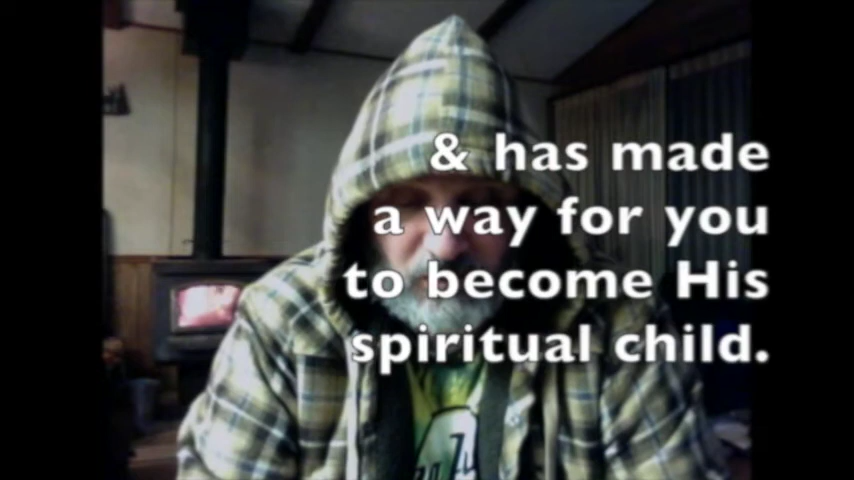 & has made
a way for you
to become His
spiritual child.